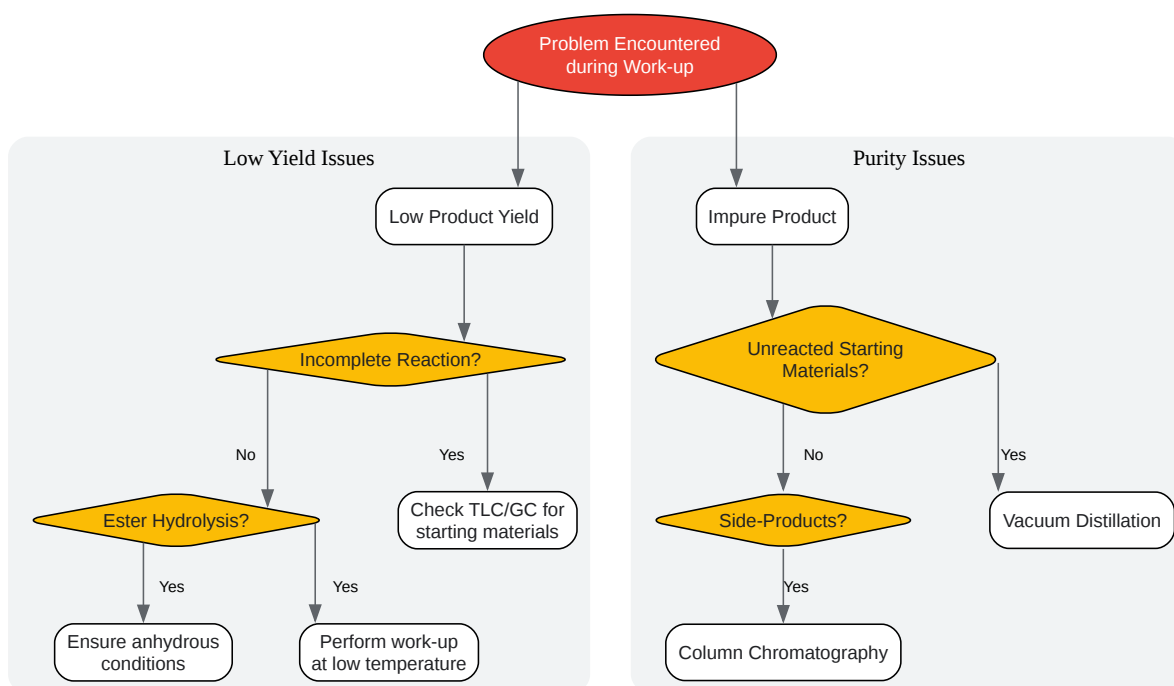 Problem Encountered
during Work-up
Low Yield Issues
Purity Issues
Low Product Yield
Impure Product
Incomplete Reaction?
Unreacted Starting
Materials?
No
Yes
No
Yes
Ester Hydrolysis?
Check TLC/GC for
starting materials
Side-Products?
Vacuum Distillation
Yes
Yes
Yes
Ensure anhydrous
conditions
Perform work-up
at low temperature
Column Chromatography